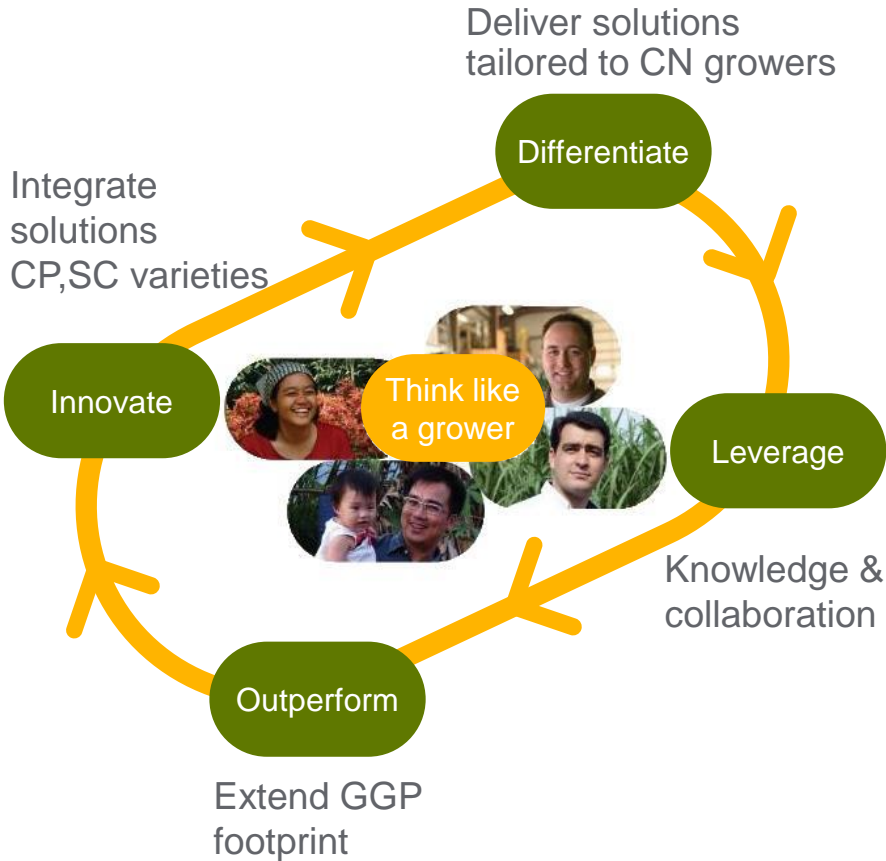 Deliver solutions
tailored to CN growers
Differentiate
Integrate
solutions
CP,SC varieties
Innovate
Think like
a grower
Leverage
Knowledge &
collaboration
Outperform
Extend GGP
footprint